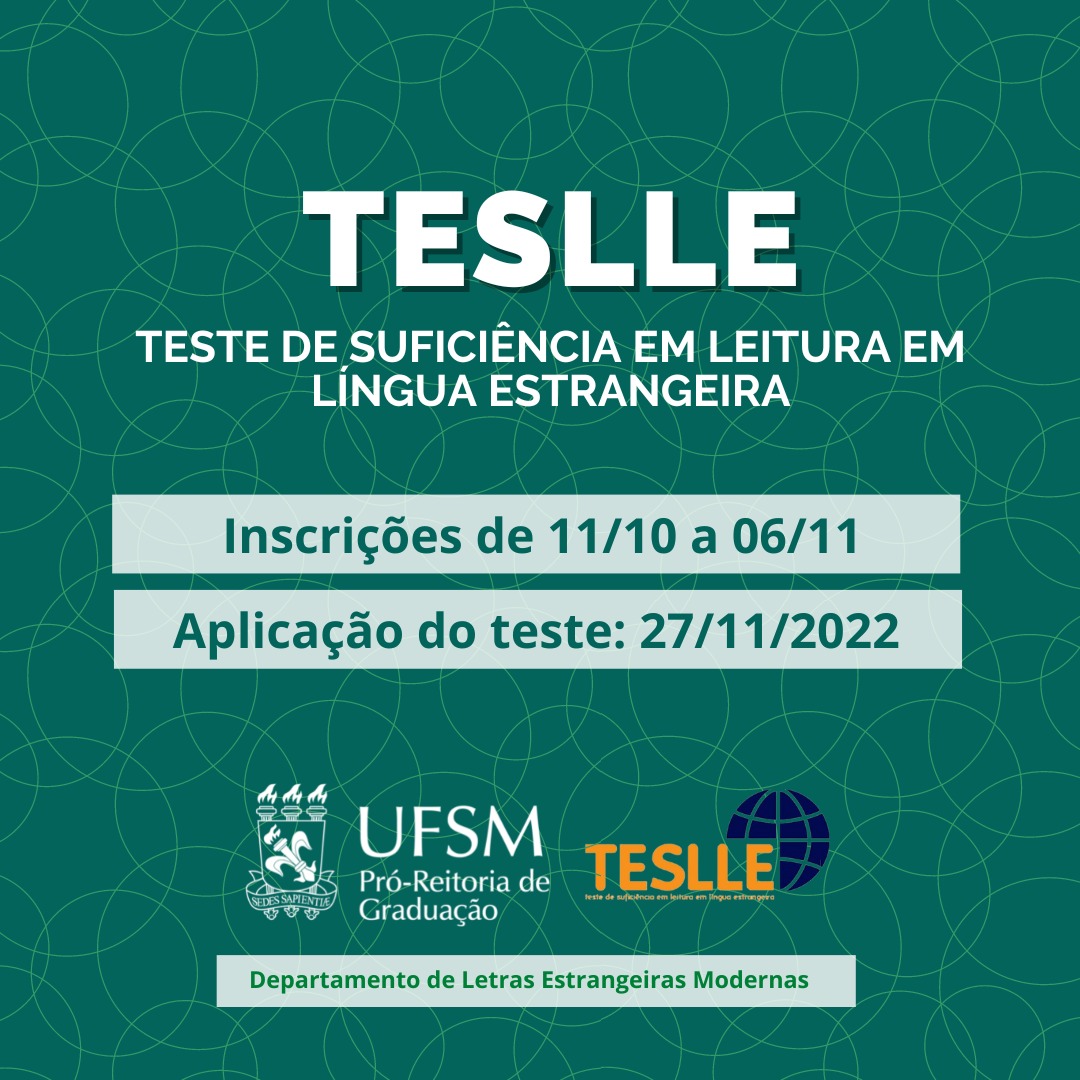 TESLLE
TESTE DE SUFICIÊNCIA EM LEITURA EM
LÍNGUA ESTRANGEIRA
Inscrições de 11/10 a 06/11
Aplicação do teste: 27/11/2022
SEDES SAPIENTIÆ
UFSM
Pró-Reitoria de
Graduação
TESLLE
teste de suficiência em leitura em língua estrangeira
Departamento de Letras Estrangeiras Modernas